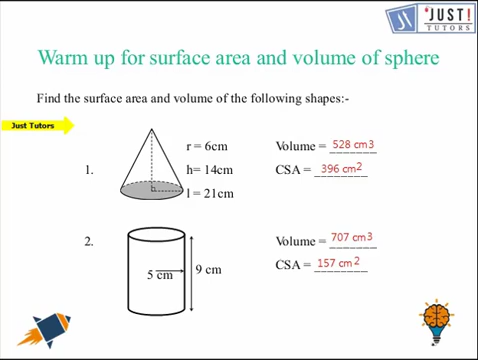 "JUST!
TUTORS
Warm up for surface area and volume of sphere
Find the surface area and volume of the following shapes:-
Just Tutors
1.
r = 6cm
h= 14cm
l = 21cm
Volume = 528 cm3
CSA = 396 cm2
2.
5 cm
9 cm
Volume = 707 cm3
CSA = 157 cm2